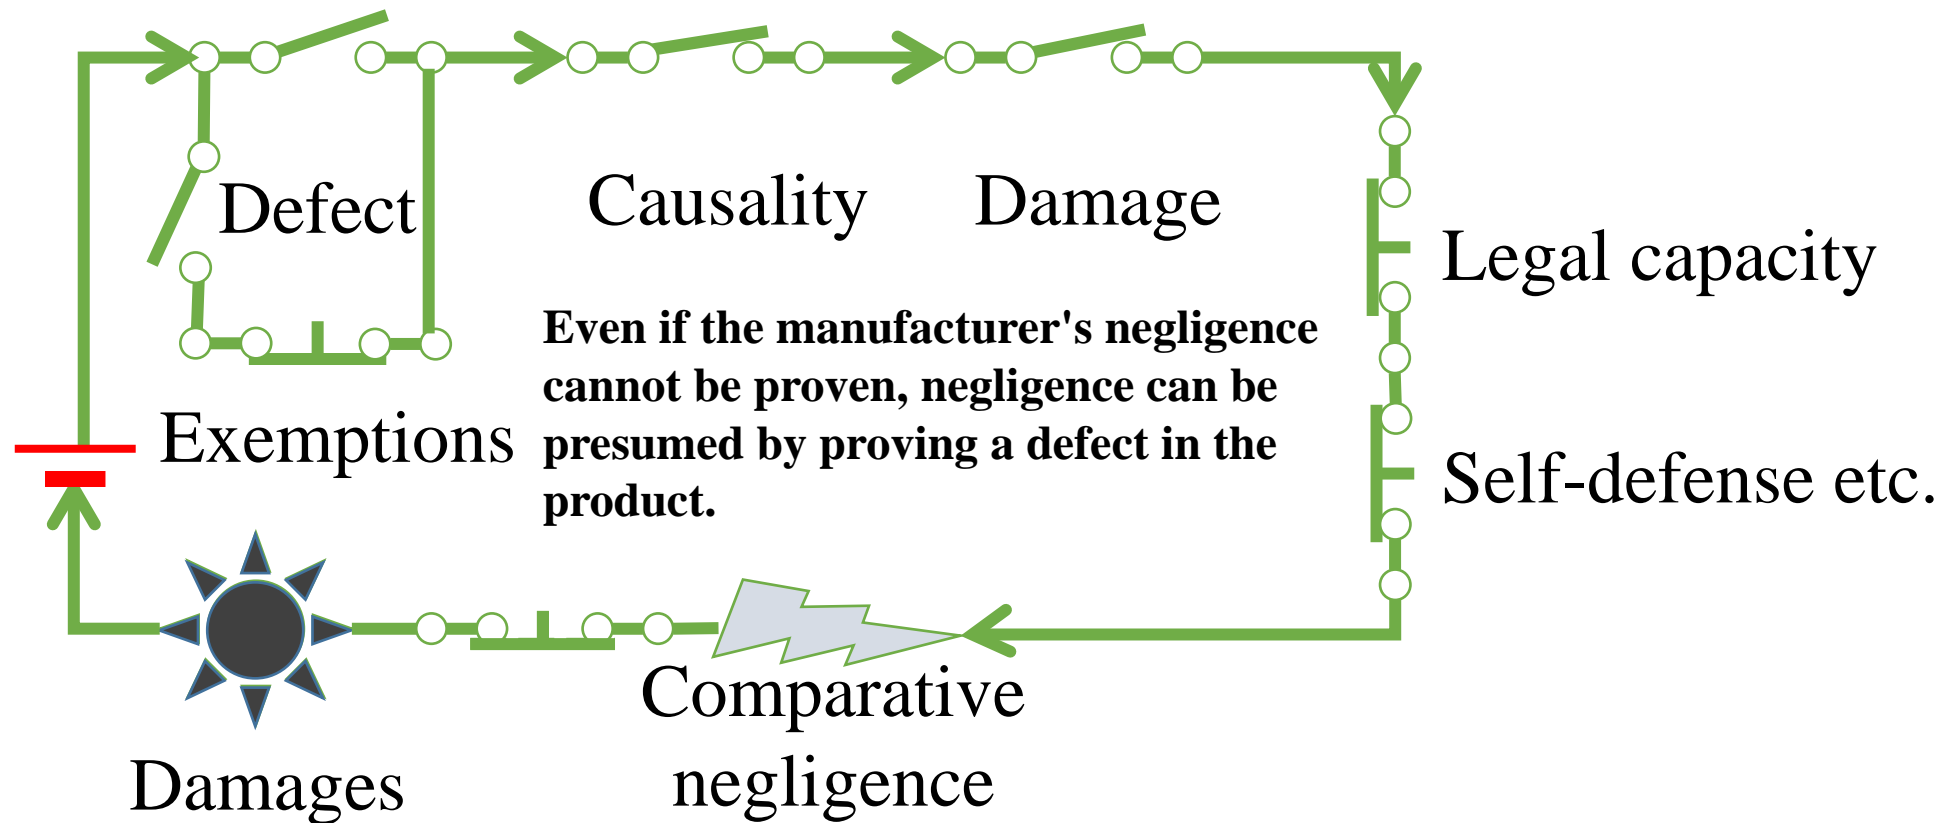 Defect
Causality
Damage
Legal capacity
Even if the manufacturer's negligence
cannot be proven, negligence can be
presumed by proving a defect in the
product.
Exemptions
Self-defense etc.
Comparative
negligence
Damages